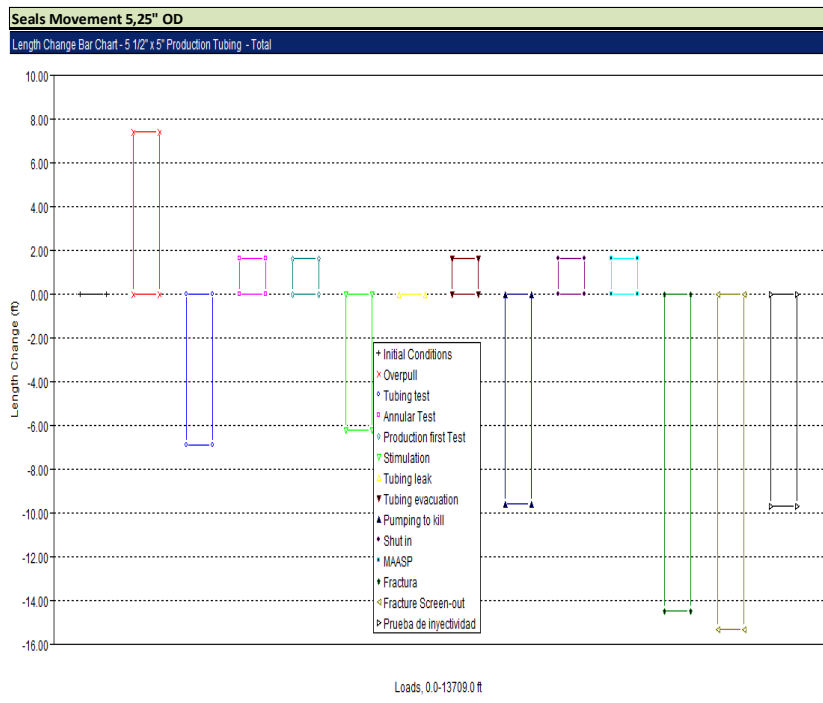 Seals Movement 5,25" OD
Length Change Bar Chart - 5 1/2" x 5" Production Tubing - Total
10.00
8.00
6.00
4.00
2.00
0.00
-2.00
-4.00
-6.00
-8.00
-10.00
-12.00
-14.00
-16.00
Length Change (ft)
Initial Conditions
Overpull
Tubing test
Annular Test
Production first Test
Stimulation
Tubing leak
Tubing evacuation
Pumping to kill
Shut in
MAASP
Fractura
Fracture Screen-out
Prueba de inyectividad
Loads, 0.0-13709.0 ft